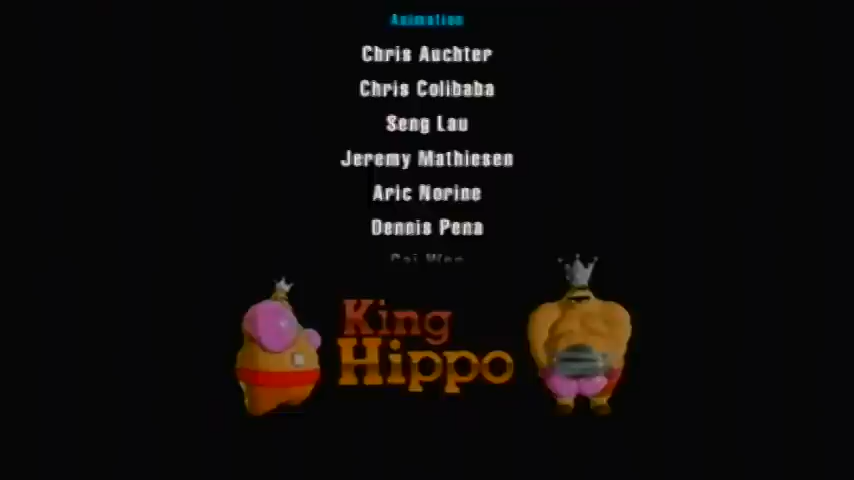 Animation
Chris Auchter
Chris Colibaba
Seng Lau
Jeremy Mathiesen
Aric Norine
Dennis Pena
King
Hippo